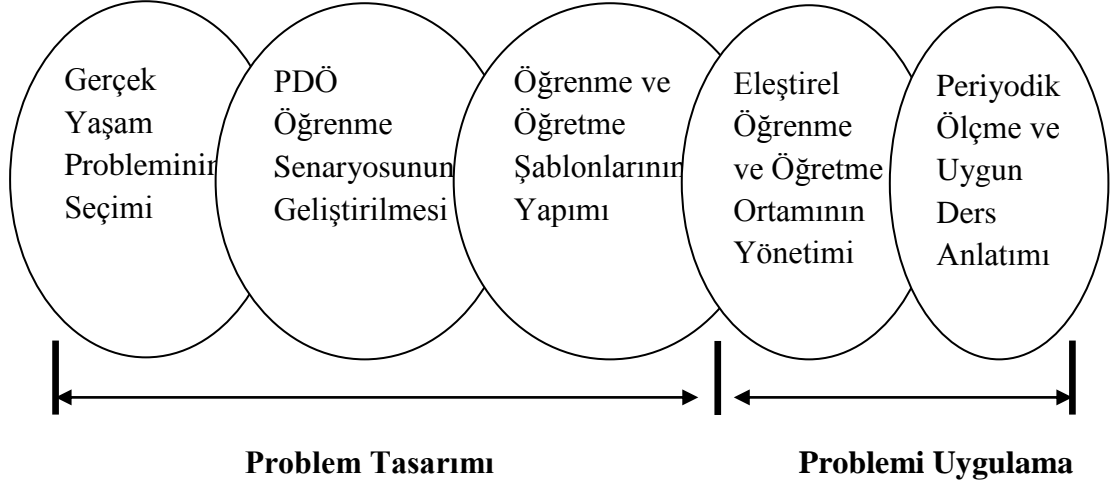 Gerçek
Yaşam
Probleminin
Seçimi
PDÖ
Öğrenme
Senaryosunun
Geliştirilmesi
Öğrenme ve
Öğretme
Şablonlarının
Yapımı
Eleştirel
Öğrenme
ve Öğretme
Ortamının
Yönetimi
Periyodik
Ölçme ve
Uygun
Ders
Anlatımı
Problem Tasarımı
Problemi Uygulama